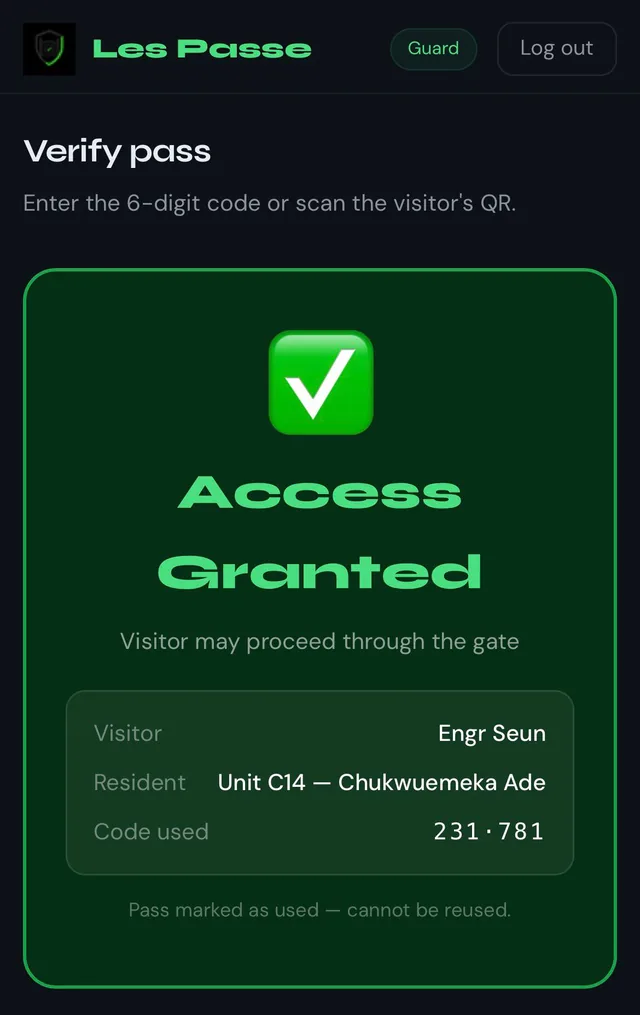 Les Passe
Guard
Log out
Verify pass
Enter the 6-digit code or scan the visitor's QR.
Access
Granted
Visitor may proceed through the gate
Visitor Engr Seun
Resident Unit C14 — Chukwuemeka Ade
Code used 231·781
Pass marked as used — cannot be reused.